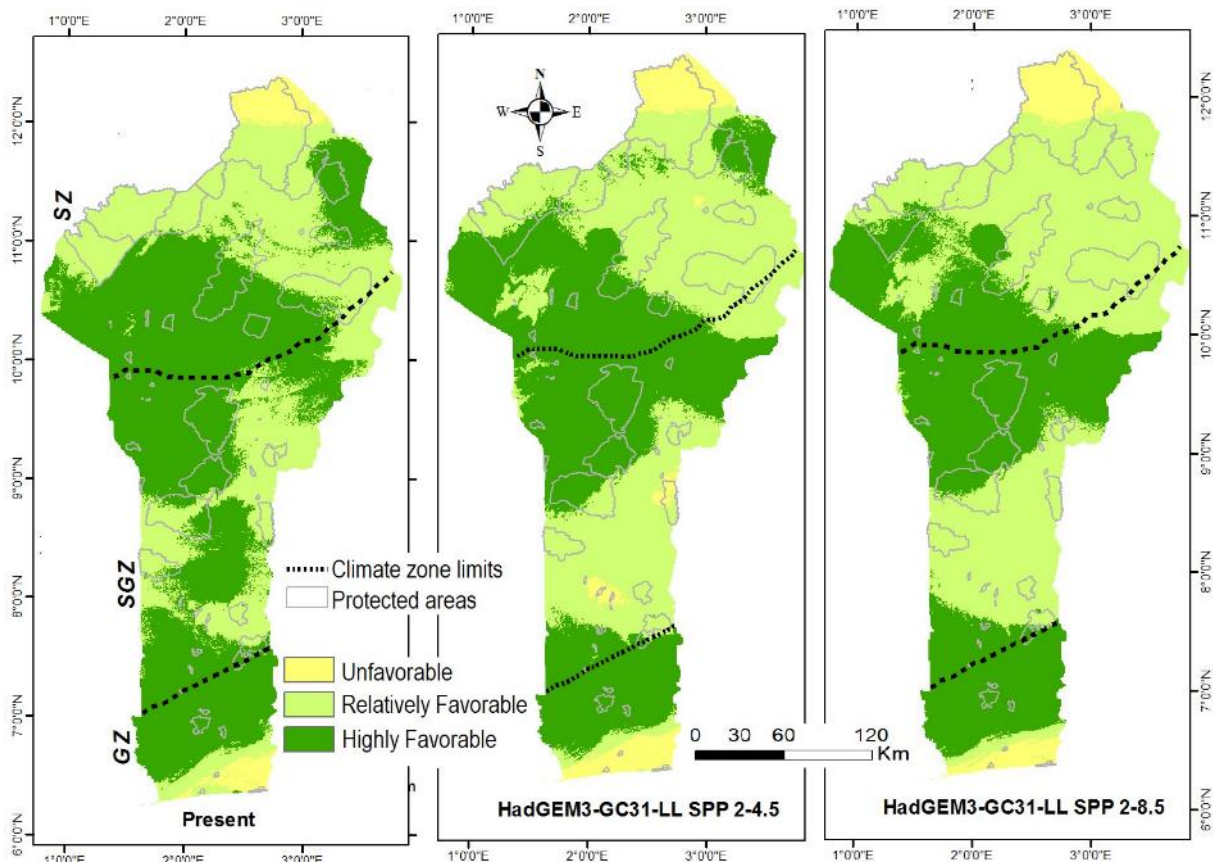 1°0'0"E 2°0'0"E 3°0'0"E 1°0'0"E 2°0'0"E 3°0'0"E 1°0'0"E 2°0'0"E 3°0'0"E
N
W E
S
12°0'0"N
11°0'0"N
10°0'0"N
9°0'0"N
8°0'0"N
7°0'0"N
6°0'0"N
SZ
SGZ
GZ
Climate zone limits
Protected areas
Unfavorable
Relatively Favorable
Highly Favorable
0 30 60 120
Km
12°0'0"N
11°0'0"N
10°0'0"N
9°0'0"N
8°0'0"N
7°0'0"N
6°0'0"N
Present
HadGEM3-GC31-LL SPP 2-4.5
HadGEM3-GC31-LL SPP 2-8.5
1°0'0"E 2°0'0"E 3°0'0"E 1°0'0"E 2°0'0"E 3°0'0"E 1°0'0"E 2°0'0"E 3°0'0"E